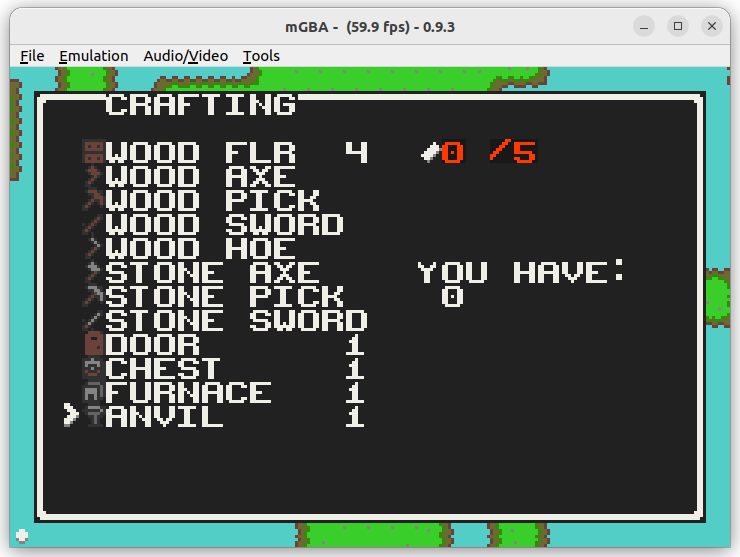 mGBA - (59.9 fps) - 0.9.3
File Emulation Audio/Video Tools
CRAFTING
WOOD FLR 4 0 /5
WOOD AXE
WOOD PICK
WOOD SWORD
WOOD HOE
STONE AXE YOU HAVE:
STONE PICK 0
STONE SWORD
DOOR 1
CHEST 1
FURNACE 1
ANVIL 1